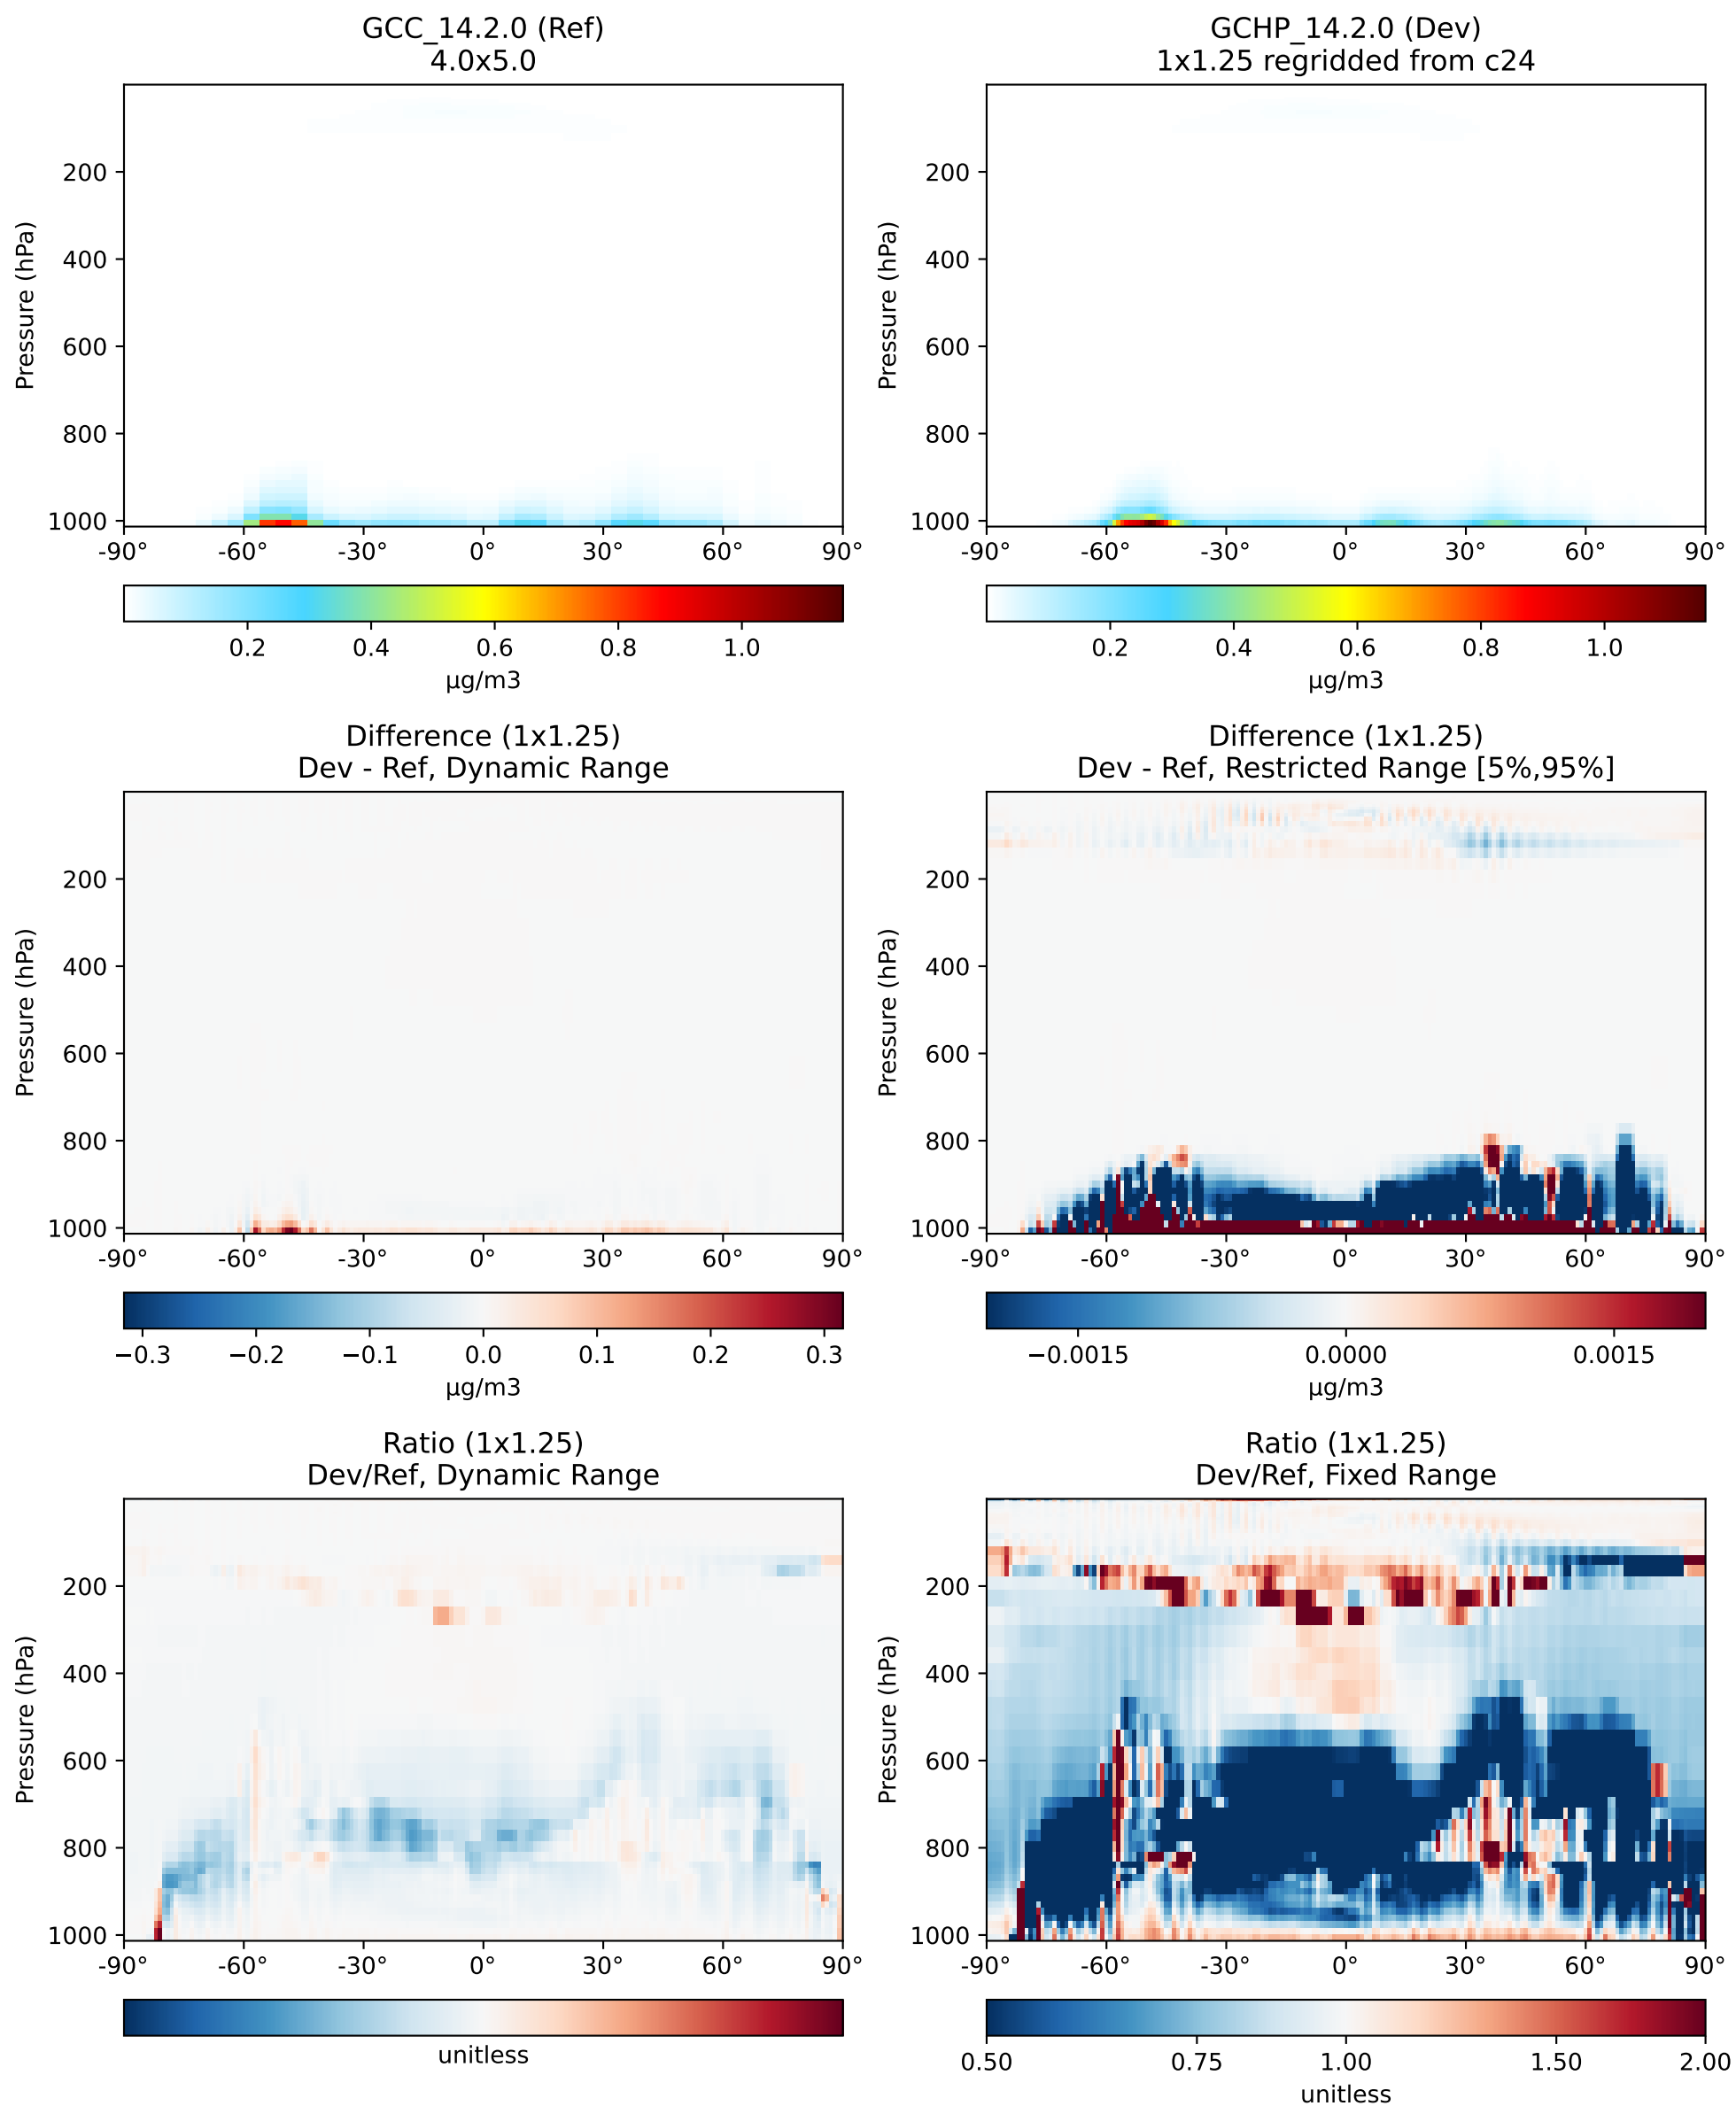 GCC_14.2.0 (Ref)
4.0x5.0
Pressure (hPa)
200
400
600
800
1000
-90° -60° -30° 0° 30° 60° 90°
0.2 0.4 0.6 0.8 1.0
µg/m3
GCHP_14.2.0 (Dev)
1x1.25 regridded from c24
Pressure (hPa)
200
400
600
800
1000
-90° -60° -30° 0° 30° 60° 90°
0.2 0.4 0.6 0.8 1.0
µg/m3
Difference (1x1.25)
Dev - Ref, Dynamic Range
Pressure (hPa)
200
400
600
800
1000
-90° -60° -30° 0° 30° 60° 90°
−0.3 −0.2 −0.1 0.0 0.1 0.2 0.3
µg/m3
Difference (1x1.25)
Dev - Ref, Restricted Range [5%,95%]
Pressure (hPa)
200
400
600
800
1000
-90° -60° -30° 0° 30° 60° 90°
−0.0015 0.0000 0.0015
µg/m3
Ratio (1x1.25)
Dev/Ref, Dynamic Range
Pressure (hPa)
200
400
600
800
1000
-90° -60° -30° 0° 30° 60° 90°
unitless
Ratio (1x1.25)
Dev/Ref, Fixed Range
Pressure (hPa)
200
400
600
800
1000
-90° -60° -30° 0° 30° 60° 90°
0.50 0.75 1.00 1.50 2.00
unitless